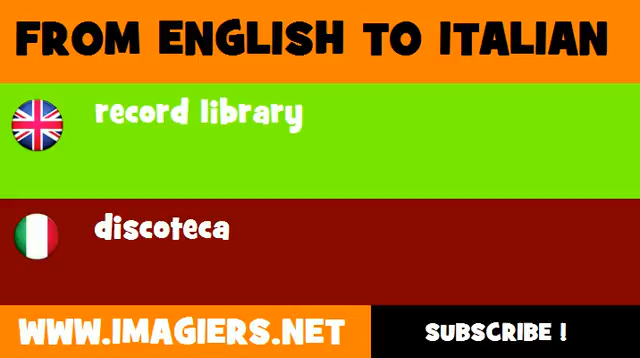 FROM ENGLISH TO ITALIAN
record library
discoteca
WWW.IMAGIERS.NET
SUBSCRIBE !